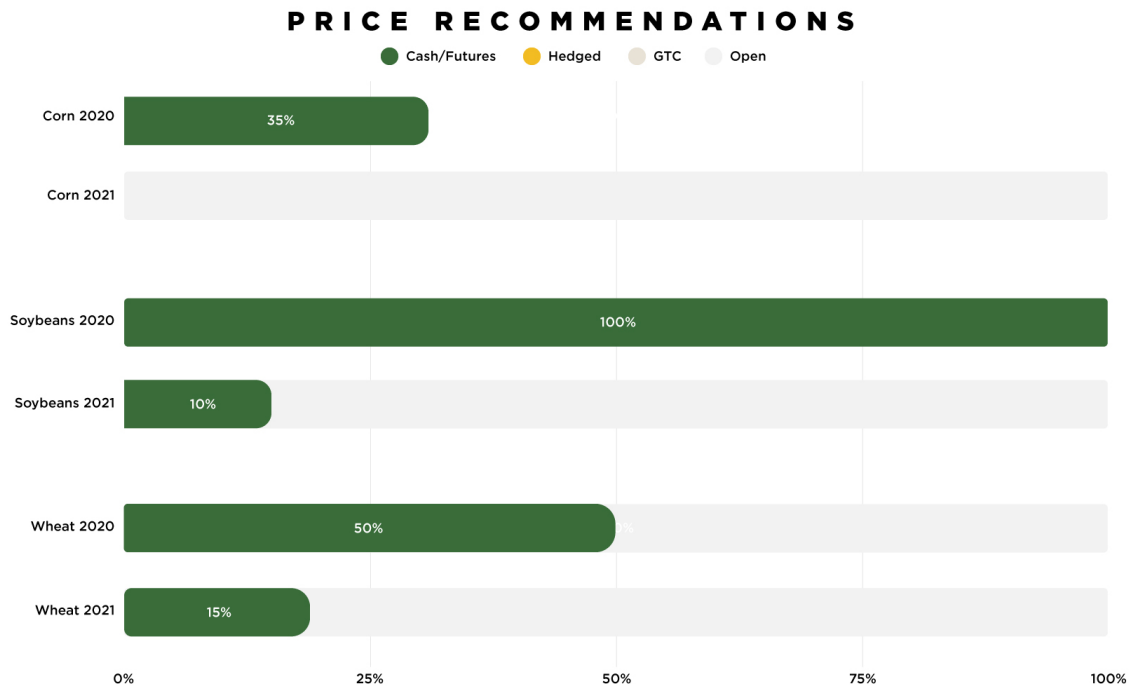 PRICE RECOMMENDATIONS
Cash/Futures Hedged GTC Open
Corn 2020 35%
Corn 2021
Soybeans 2020 100%
Soybeans 2021 10%
Wheat 2020 50% 0%
Wheat 2021 15%
0% 25% 50% 75% 100%